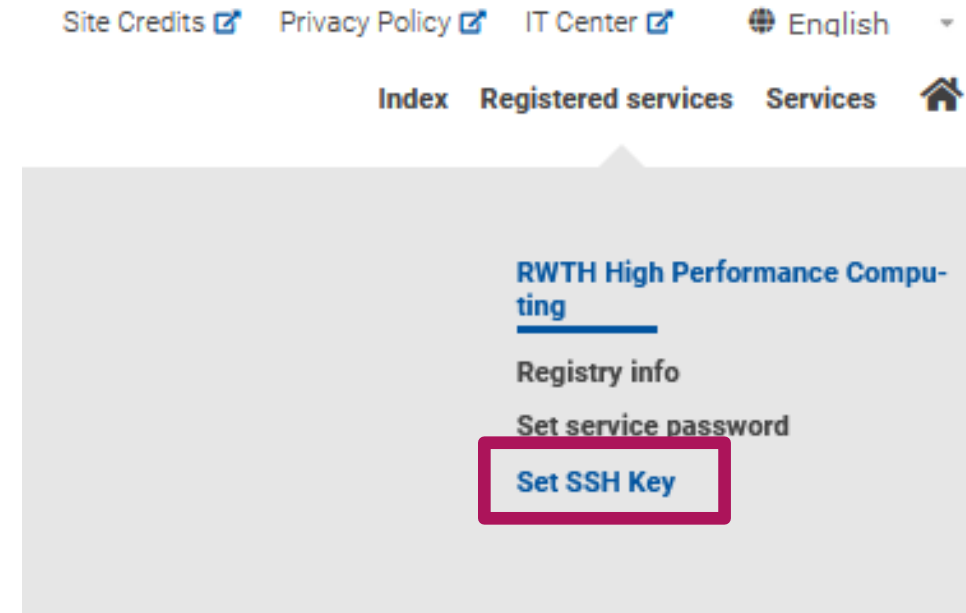 Site Credits Privacy Policy IT Center English
Index Registered services Services
RWTH High Performance Compu-
ting
Registry info
Set service password
Set SSH Key